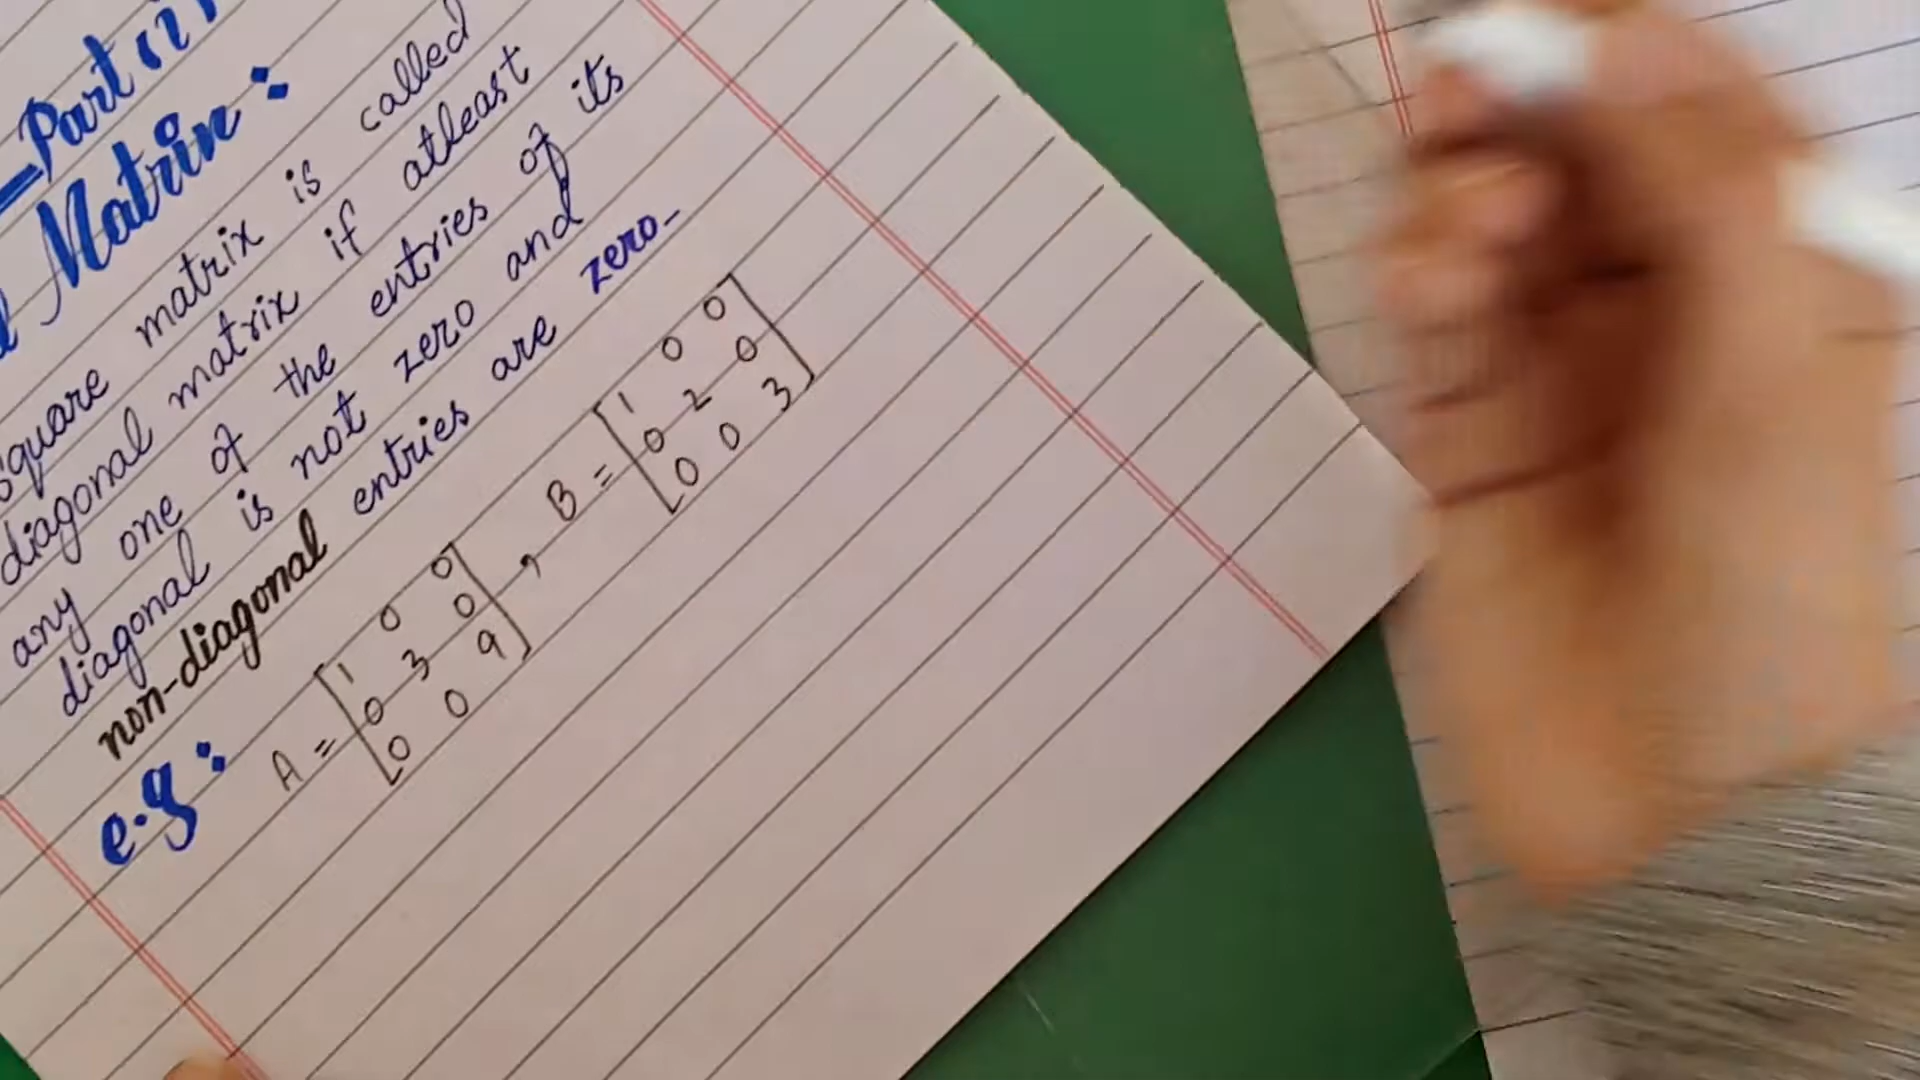 Part (i
Matrix :
square matrix is called
diagonal matrix if atleast
any one of the entries of its
diagonal is not zero and
non-diagonal entries are zero-
e.g : A = [1 0 0
0 3 0
0 0 9] , B = [1 0 0
0 2 0
0 0 3]